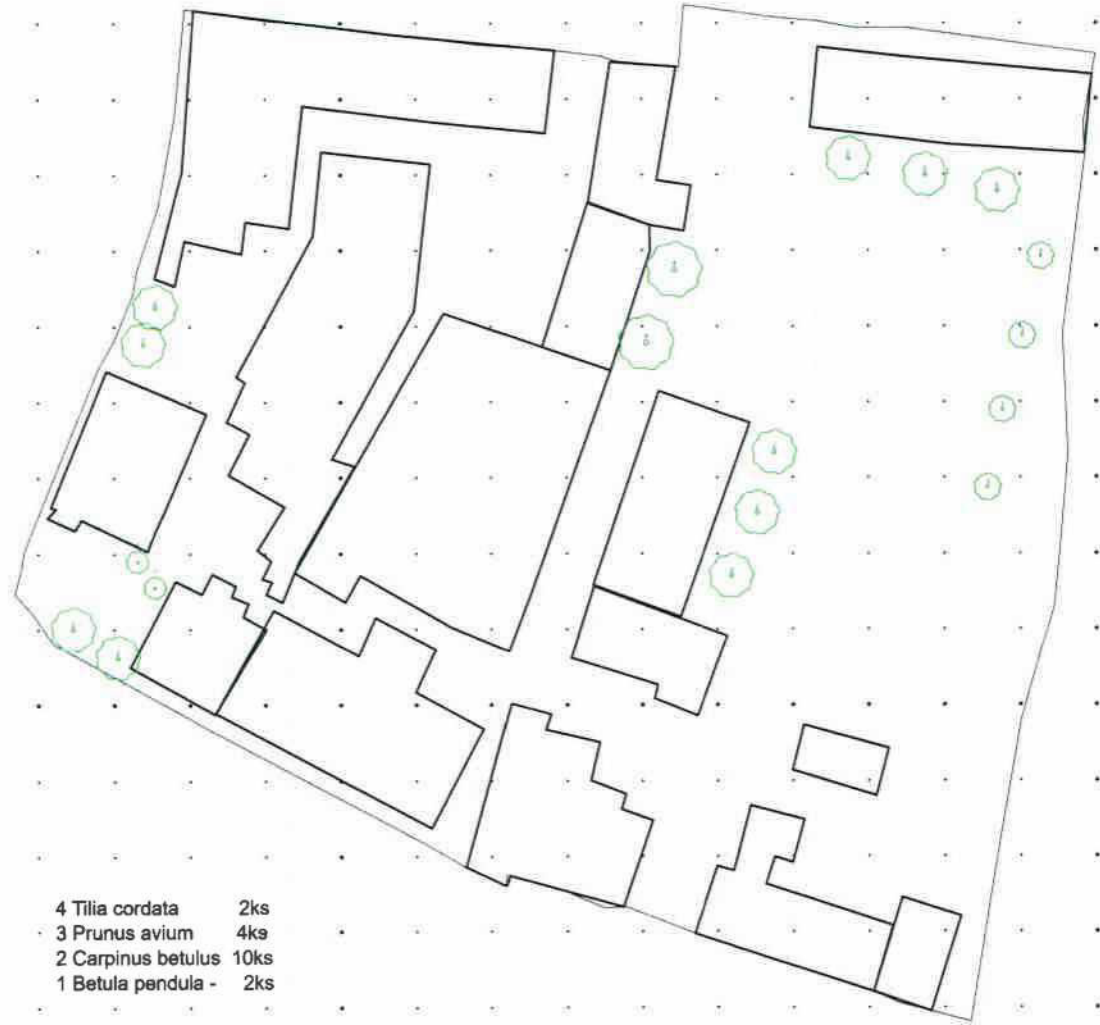 4 Tilia cordata 2ks
3 Prunus avium 4ks
2 Carpinus betulus 10ks
1 Betula pendula - 2ks